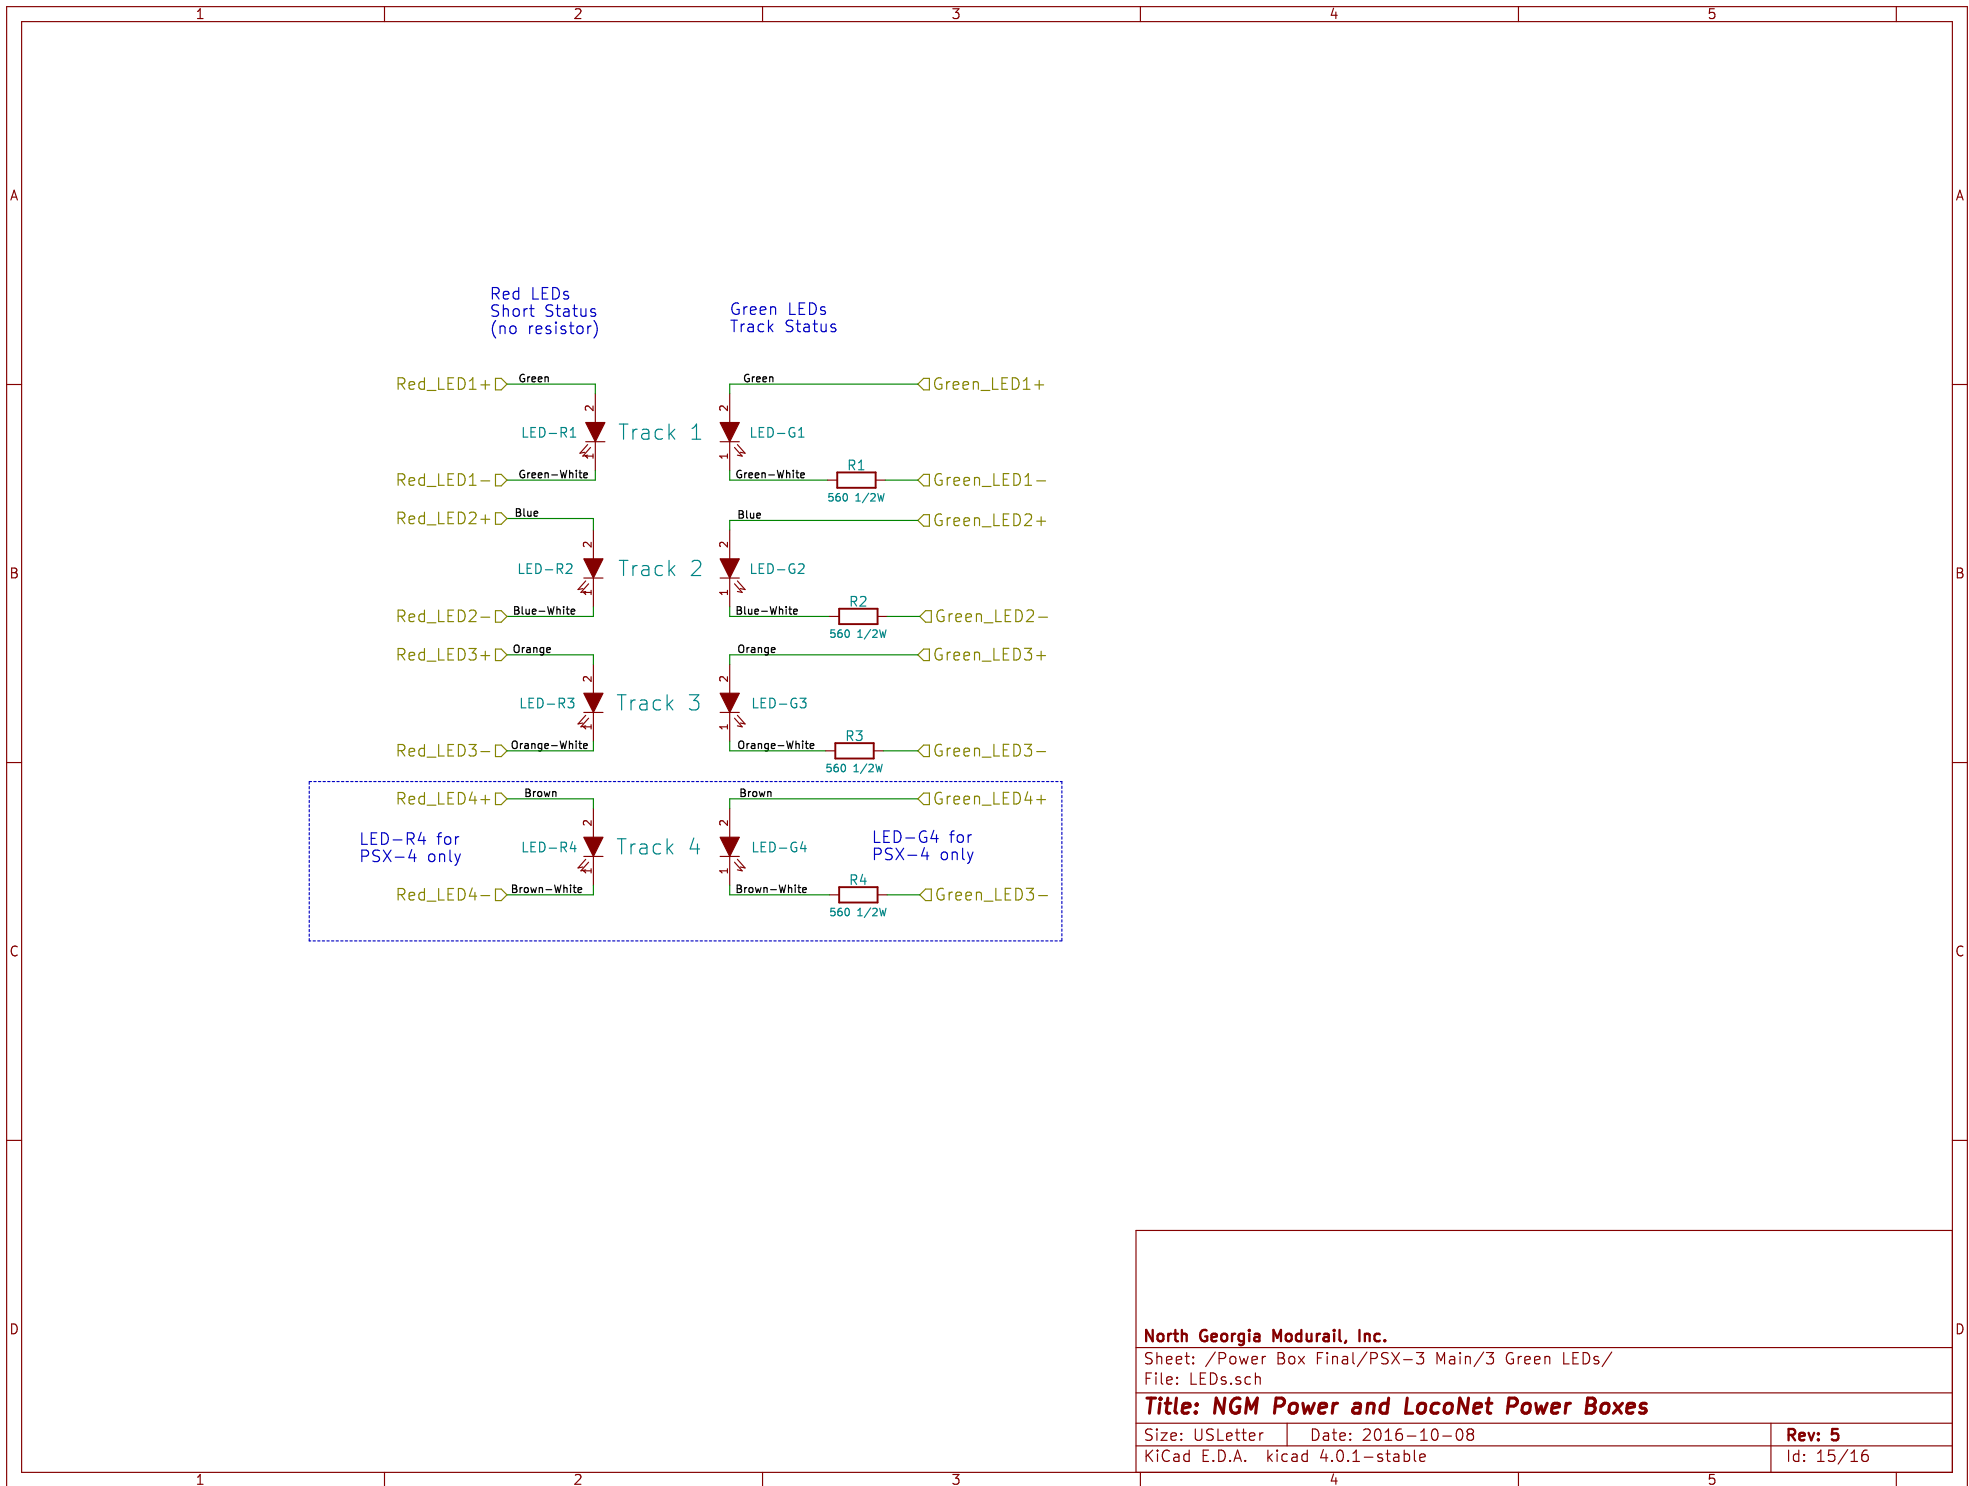 1 2 3 4 5
A A
Red LEDs
Short Status
(no resistor)
Green LEDs
Track Status
Red_LED1+ Green Green Green_LED1+
2 2
LED-R1 Track 1 LED-G1
1 1
Red_LED1- Green-White Green-White R1 Green_LED1-
560 1/2W
Red_LED2+ Blue Blue Green_LED2+
2 2
LED-R2 Track 2 LED-G2
B B
1 1
Red_LED2- Blue-White Blue-White R2 Green_LED2-
560 1/2W
Red_LED3+ Orange Orange Green_LED3+
2 2
LED-R3 Track 3 LED-G3
1 1
Red_LED3- Orange-White Orange-White R3 Green_LED3-
560 1/2W
Red_LED4+ Brown Brown Green_LED4+
2 2
LED-R4 for
PSX-4 only
LED-R4 Track 4 LED-G4
LED-G4 for
PSX-4 only
1 1
Red_LED4- Brown-White Brown-White R4 Green_LED3-
560 1/2W
C C
D D
North Georgia Modurail, Inc.
Sheet: /Power Box Final/PSX-3 Main/3 Green LEDs/
File: LEDs.sch
Title: NGM Power and LocoNet Power Boxes
Size: USLetter Date: 2016-10-08 Rev: 5
KiCad E.D.A. kicad 4.0.1-stable Id: 15/16
1 2 3 4 5